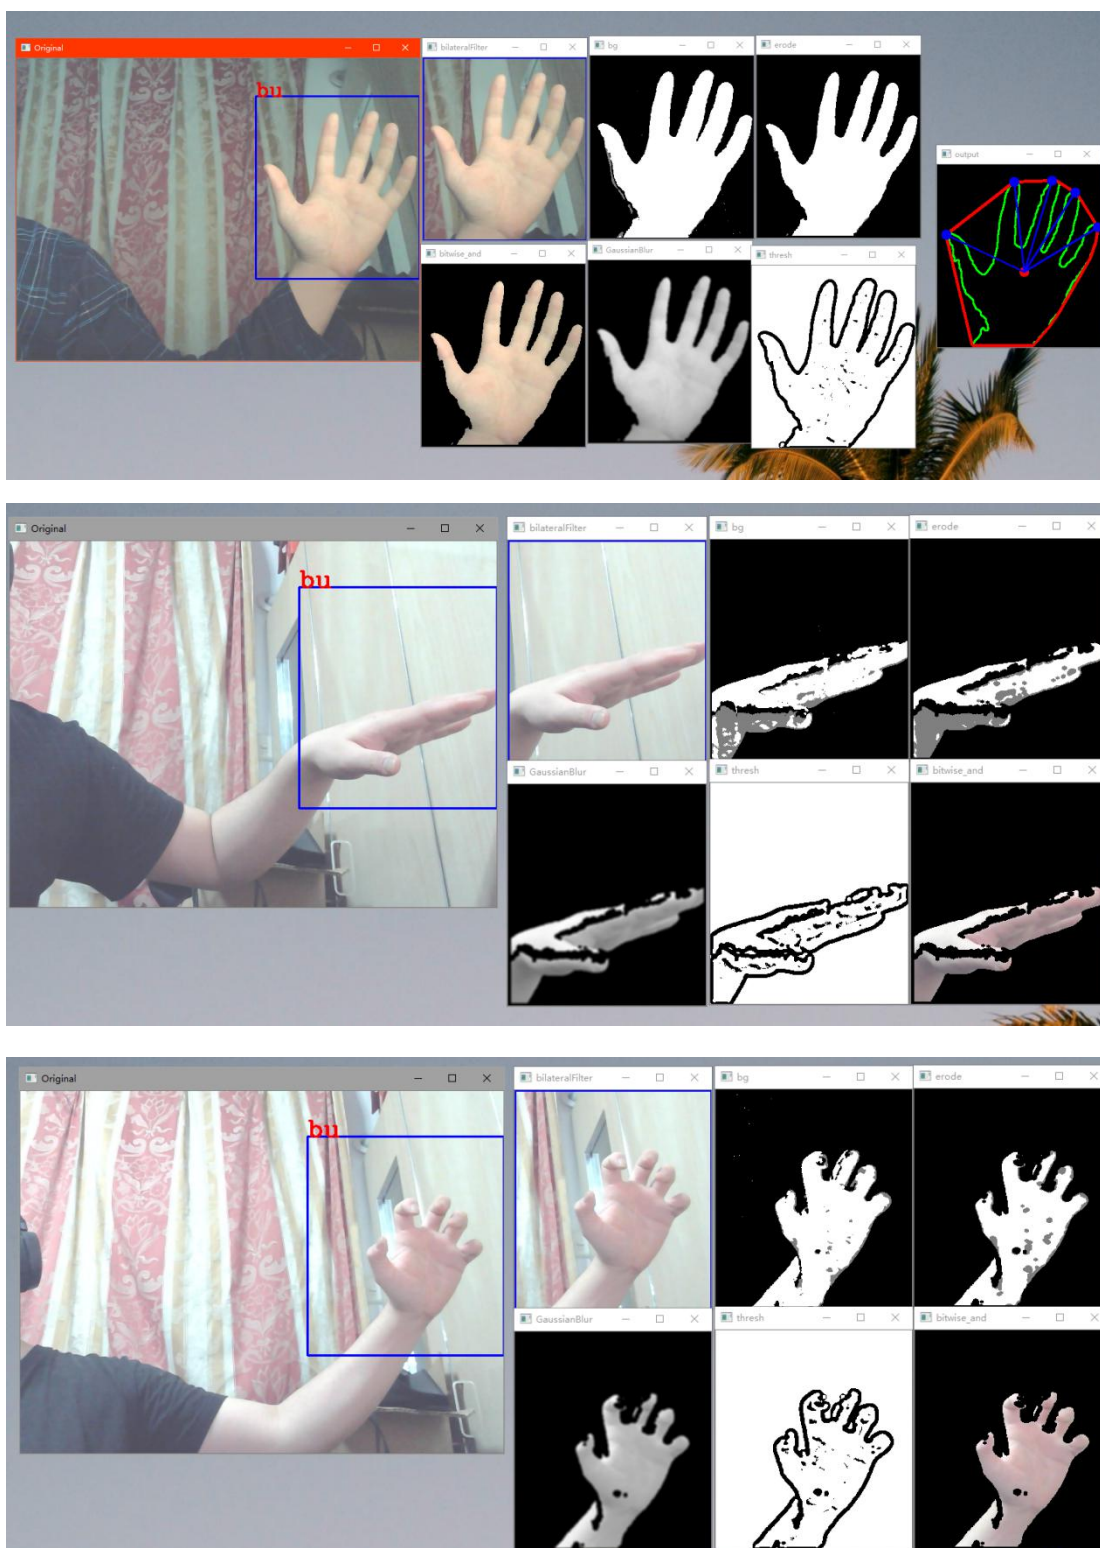 Original
bilateralFilter
bg
erode
bu
output
bitwise_and
GaussianBlur
thresh
Original
bilateralFilter
bg
erode
bu
GaussianBlur
thresh
bitwise_and
Original
bilateralFilter
bg
erode
bu
GaussianBlur
thresh
bitwise_and